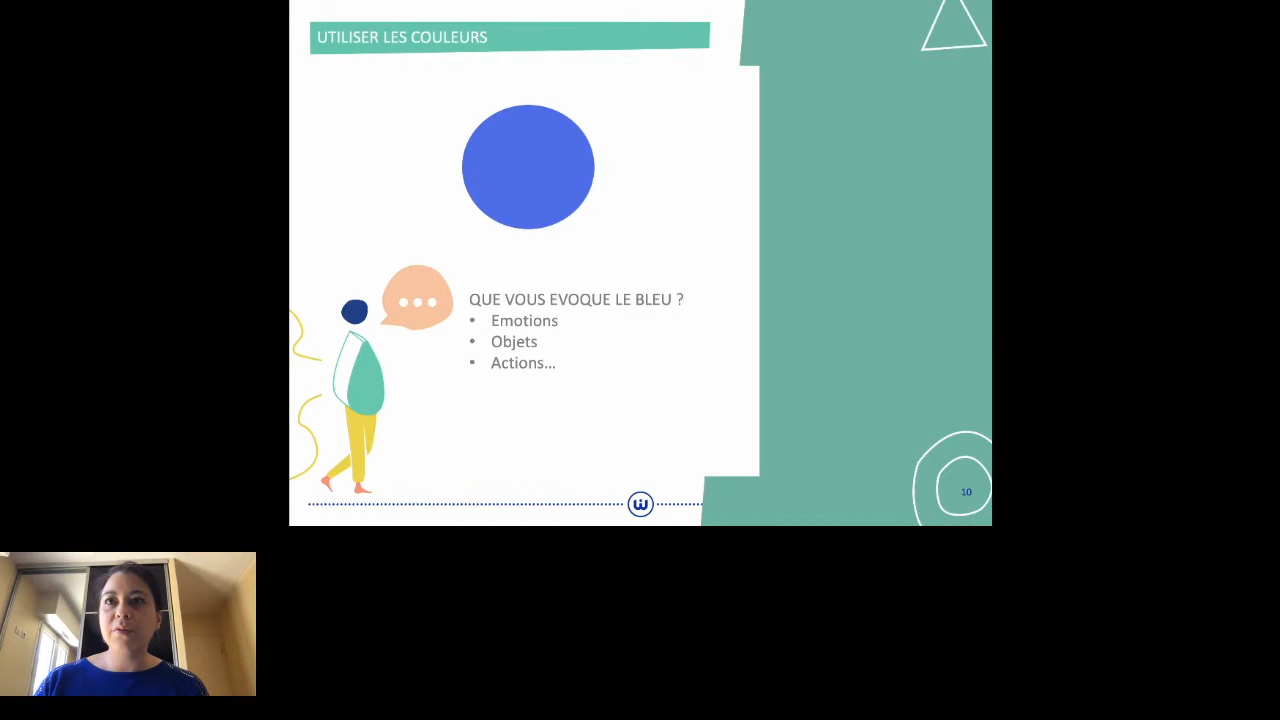 UTILISER LES COULEURS
QUE VOUS EVOQUE LE BLEU ?
• Emotions
• Objets
• Actions...
10